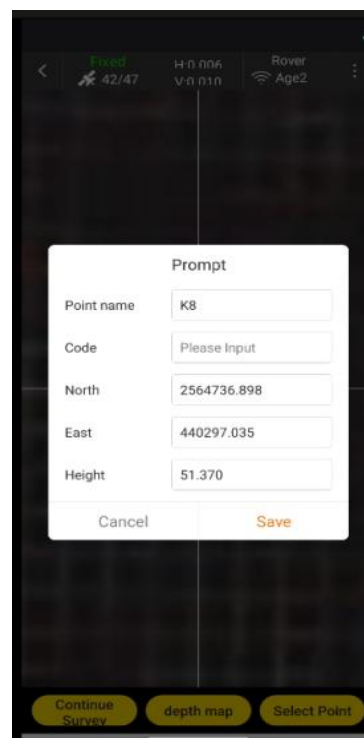 Fixed
42/47
H:0.006
V:0.010
Rover
Age2
Prompt
Point name K8
Code Please Input
North 2564736.898
East 440297.035
Height 51.370
Cancel Save
Continue Survey
depth map
Select Point